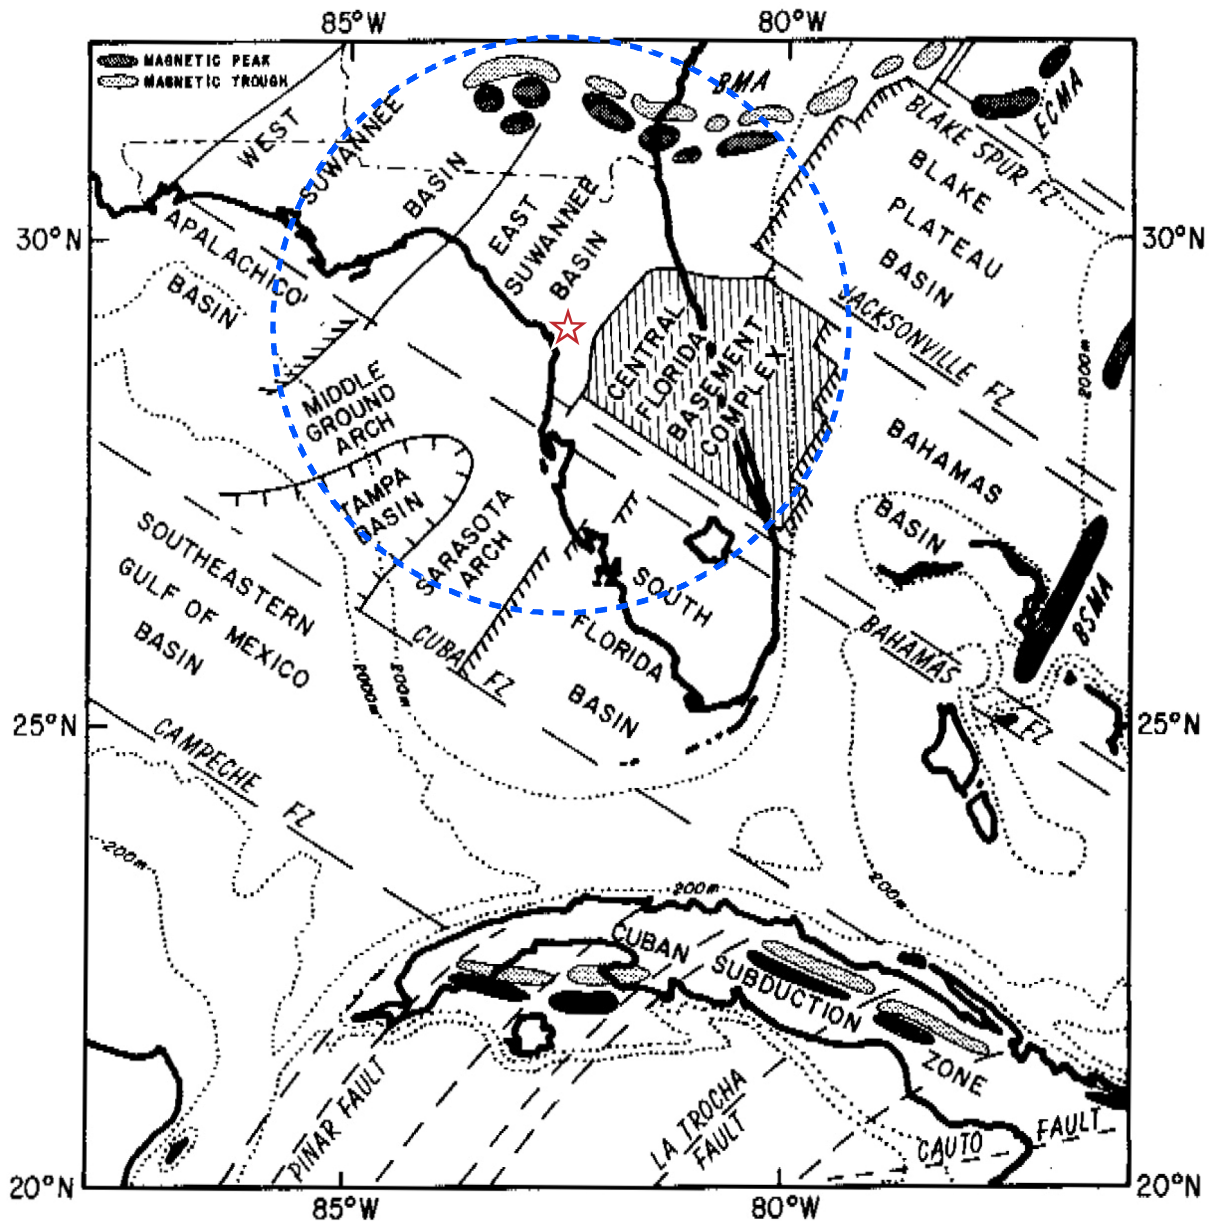 85°W
80°W
MAGNETIC PEAK
MAGNETIC TROUGH
BMA
ECMA
WEST
SUWANNEE
BASIN
EAST
SUWANNEE
BASIN
BLAKE SPUR FZ
BLAKE
PLATEAU
BASIN
30°N
30°N
APALACHICO'
BASIN
JACKSONVILLE FZ
CENTRAL
FLORIDA
BASEMENT
COMPLEX
2000m
MIDDLE
GROUND
ARCH
TAMPA
BASIN
SARASOTA
ARCH
BAHAMAS
BASIN
SOUTHEASTERN
GULF OF MEXICO
BASIN
SOUTH
FLORIDA
BASIN
CUBA FZ
BAHAMAS
FZ
BSMA
2000m
200m
25°N
25°N
CAMPECHE
FZ
200m
200m
200m
CUBAN
SUBDUCTION
ZONE
PINAR FAULT
LA TROCHA
FAULT
CAUTO
FAULT
20°N
20°N
85°W
80°W